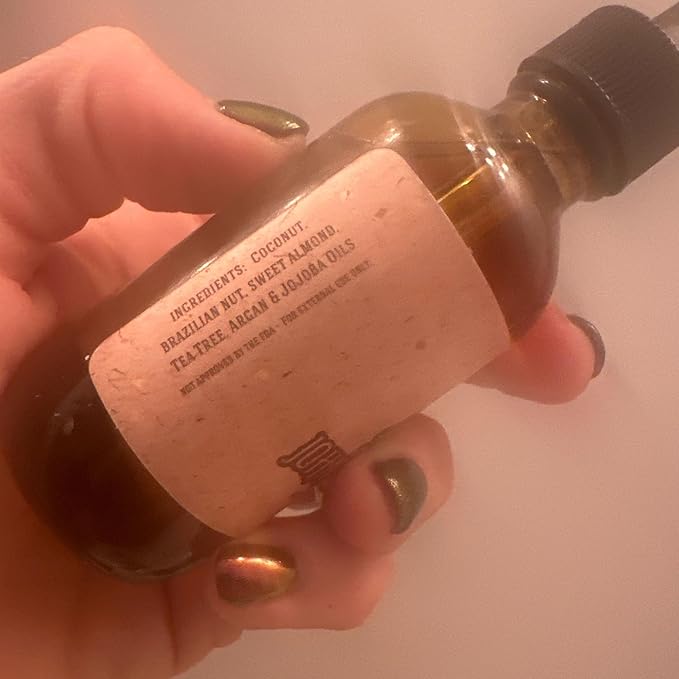 INGREDIENTS: COCONUT,
BRAZILIAN NUT, SWEET ALMOND,
TEA-TREE, ARGAN & JOJOBA OILS
NOT APPROVED BY THE FDA - FOR EXTERNAL USE ONLY.